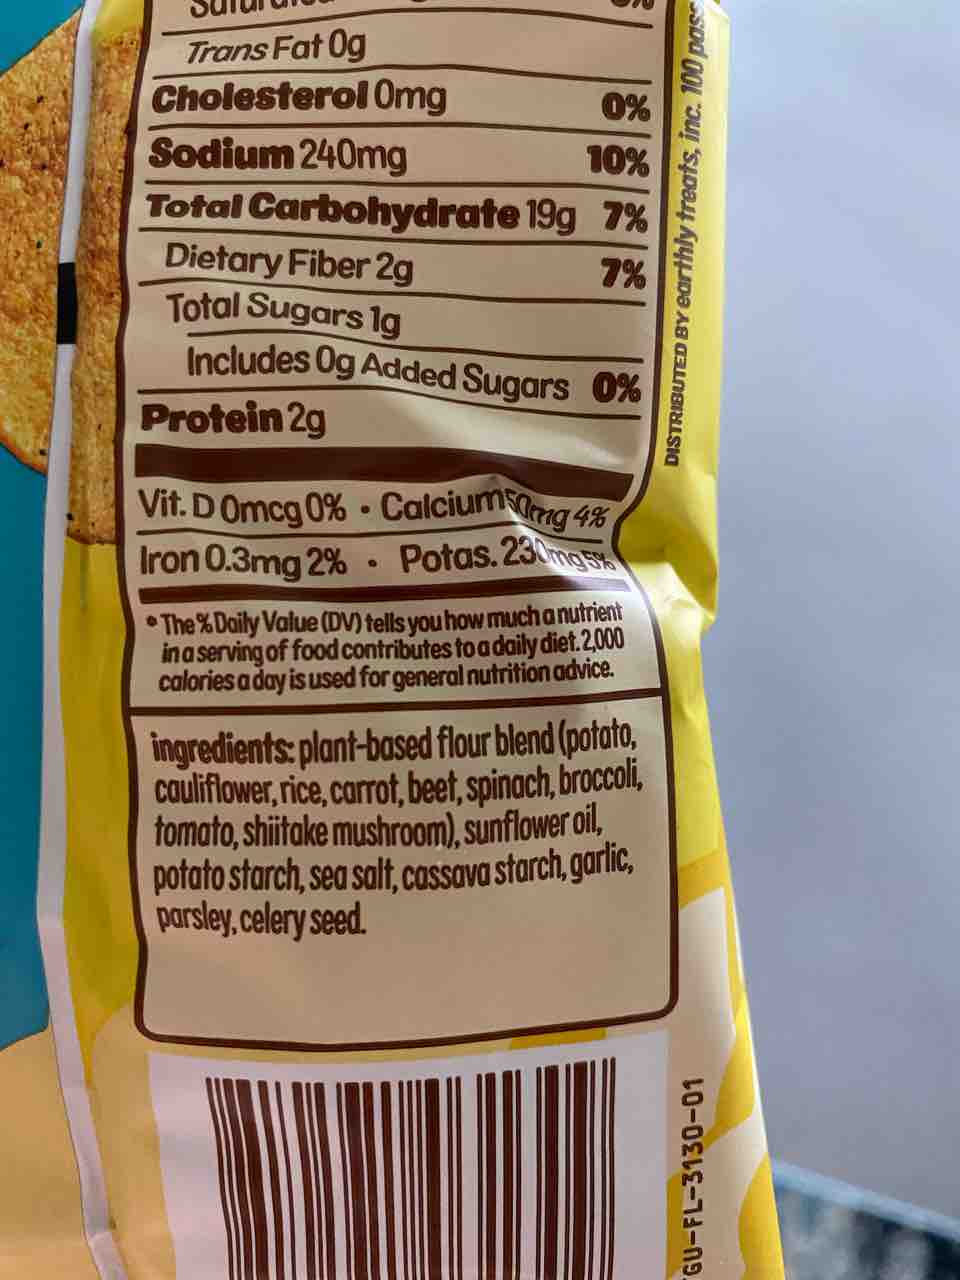 Trans Fat 0g
Cholesterol 0mg 0%
Sodium 240mg 10%
Total Carbohydrate 19g 7%
Dietary Fiber 2g 7%
Total Sugars 1g
Includes 0g Added Sugars 0%
Protein 2g
Vit. D 0mcg 0% • Calcium 50mg 4%
Iron 0.3mg 2% • Potas. 230mg 5%
• The % Daily Value (DV) tells you how much a nutrient
in a serving of food contributes to a daily diet. 2,000
calories a day is used for general nutrition advice.
ingredients: plant-based flour blend (potato,
cauliflower, rice, carrot, beet, spinach, broccoli,
tomato, shiitake mushroom), sunflower oil,
potato starch, sea salt, cassava starch, garlic,
parsley, celery seed.
DISTRIBUTED BY earthly treats, inc. 100
GU-FL-3130-01